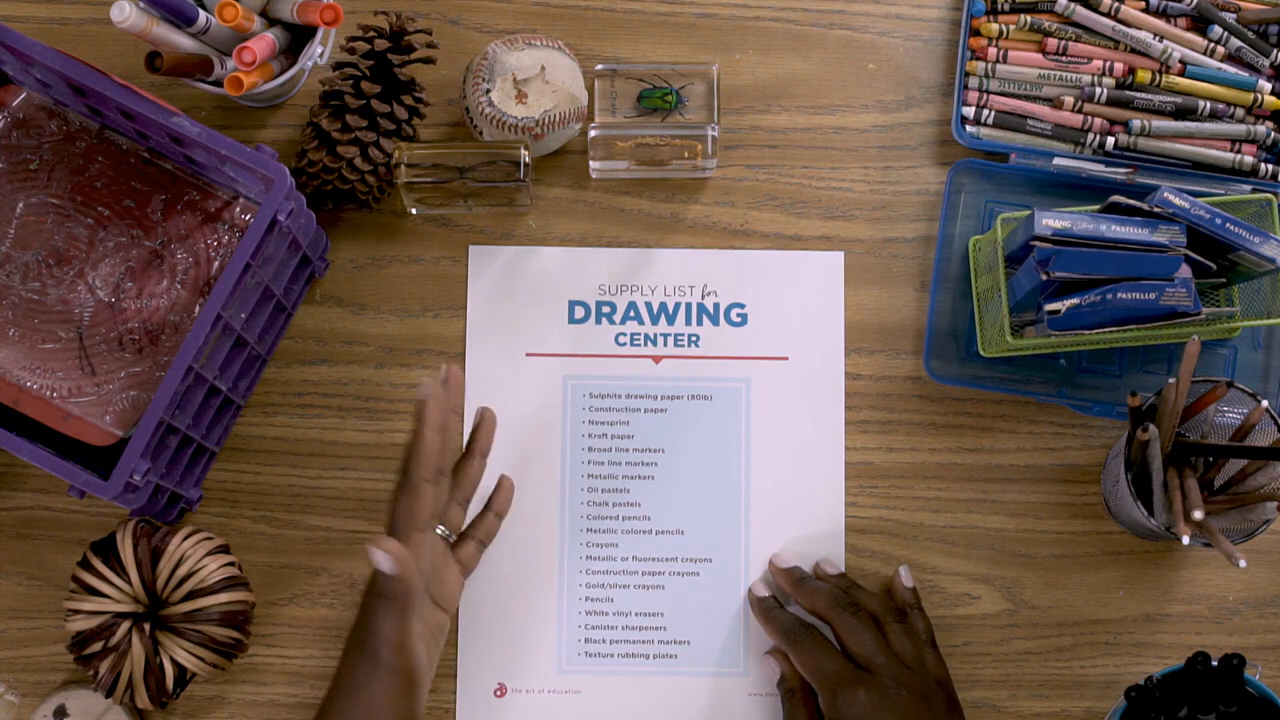 SUPPLY LIST for
DRAWING
CENTER
• Sulphite drawing paper (80lb)
• Construction paper
• Newsprint
• Kraft paper
• Broad line markers
• Fine line markers
• Metallic markers
• Oil pastels
• Chalk pastels
• Colored pencils
• Metallic colored pencils
• Crayons
• Metallic or fluorescent crayons
• Construction paper crayons
• Gold/silver crayons
• Pencils
• White vinyl erasers
• Canister sharpeners
• Black permanent markers
• Texture rubbing plates
the art of education
Crayola
METALLIC
METALLIC
PRANG PASTELLO
PRANG PASTELLO
PRANG PASTELLO